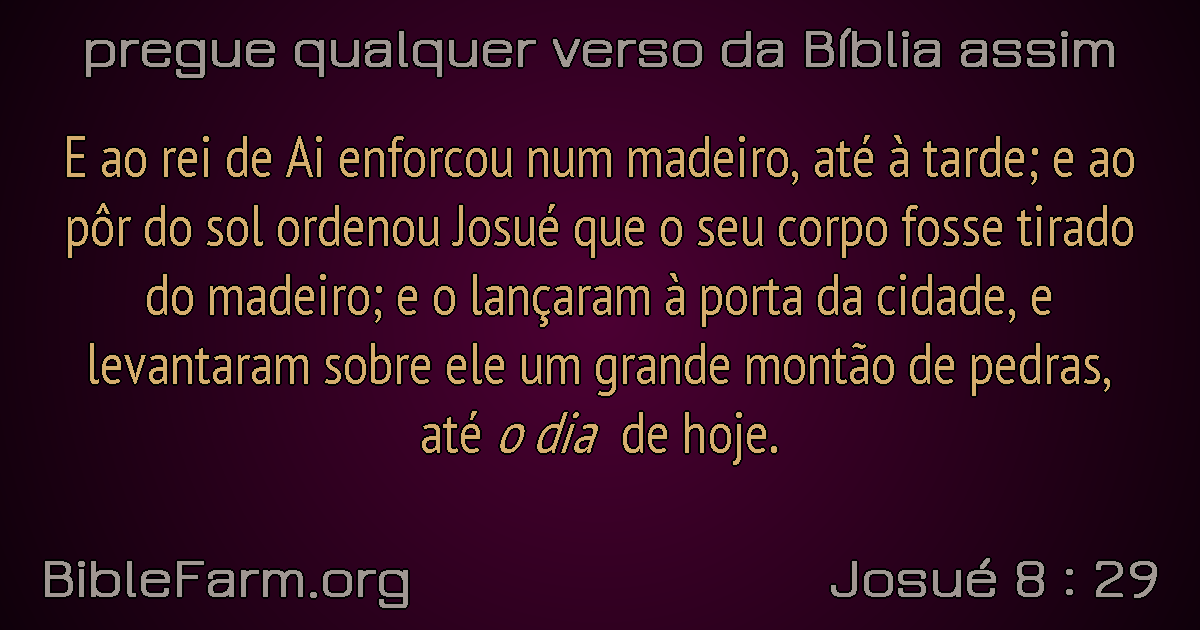 pregue qualquer verso da Bíblia assim
E ao rei de Ai enforcou num madeiro, até à tarde; e ao
pôr do sol ordenou Josué que o seu corpo fosse tirado
do madeiro; e o lançaram à porta da cidade, e
levantaram sobre ele um grande montão de pedras,
até o dia de hoje.
BibleFarm.org
Josué 8 : 29